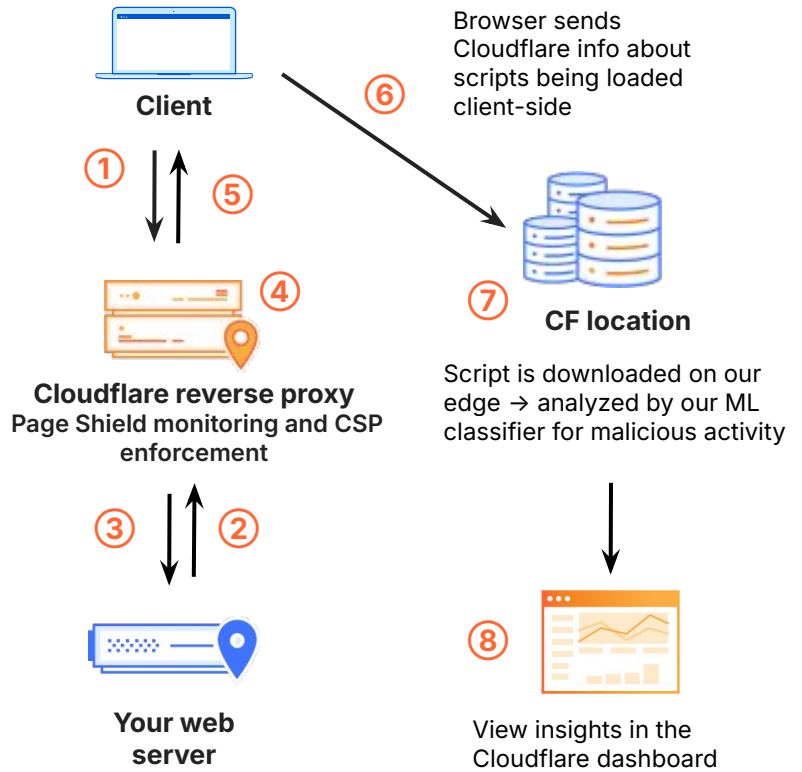 Browser sends
Cloudflare info about
scripts being loaded
client-side
Client
6
1
5
4
7
CF location
Cloudflare reverse proxy
Page Shield monitoring and CSP
enforcement
Script is downloaded on our
edge → analyzed by our ML
classifier for malicious activity
3
2
8
Your web
server
View insights in the
Cloudflare dashboard